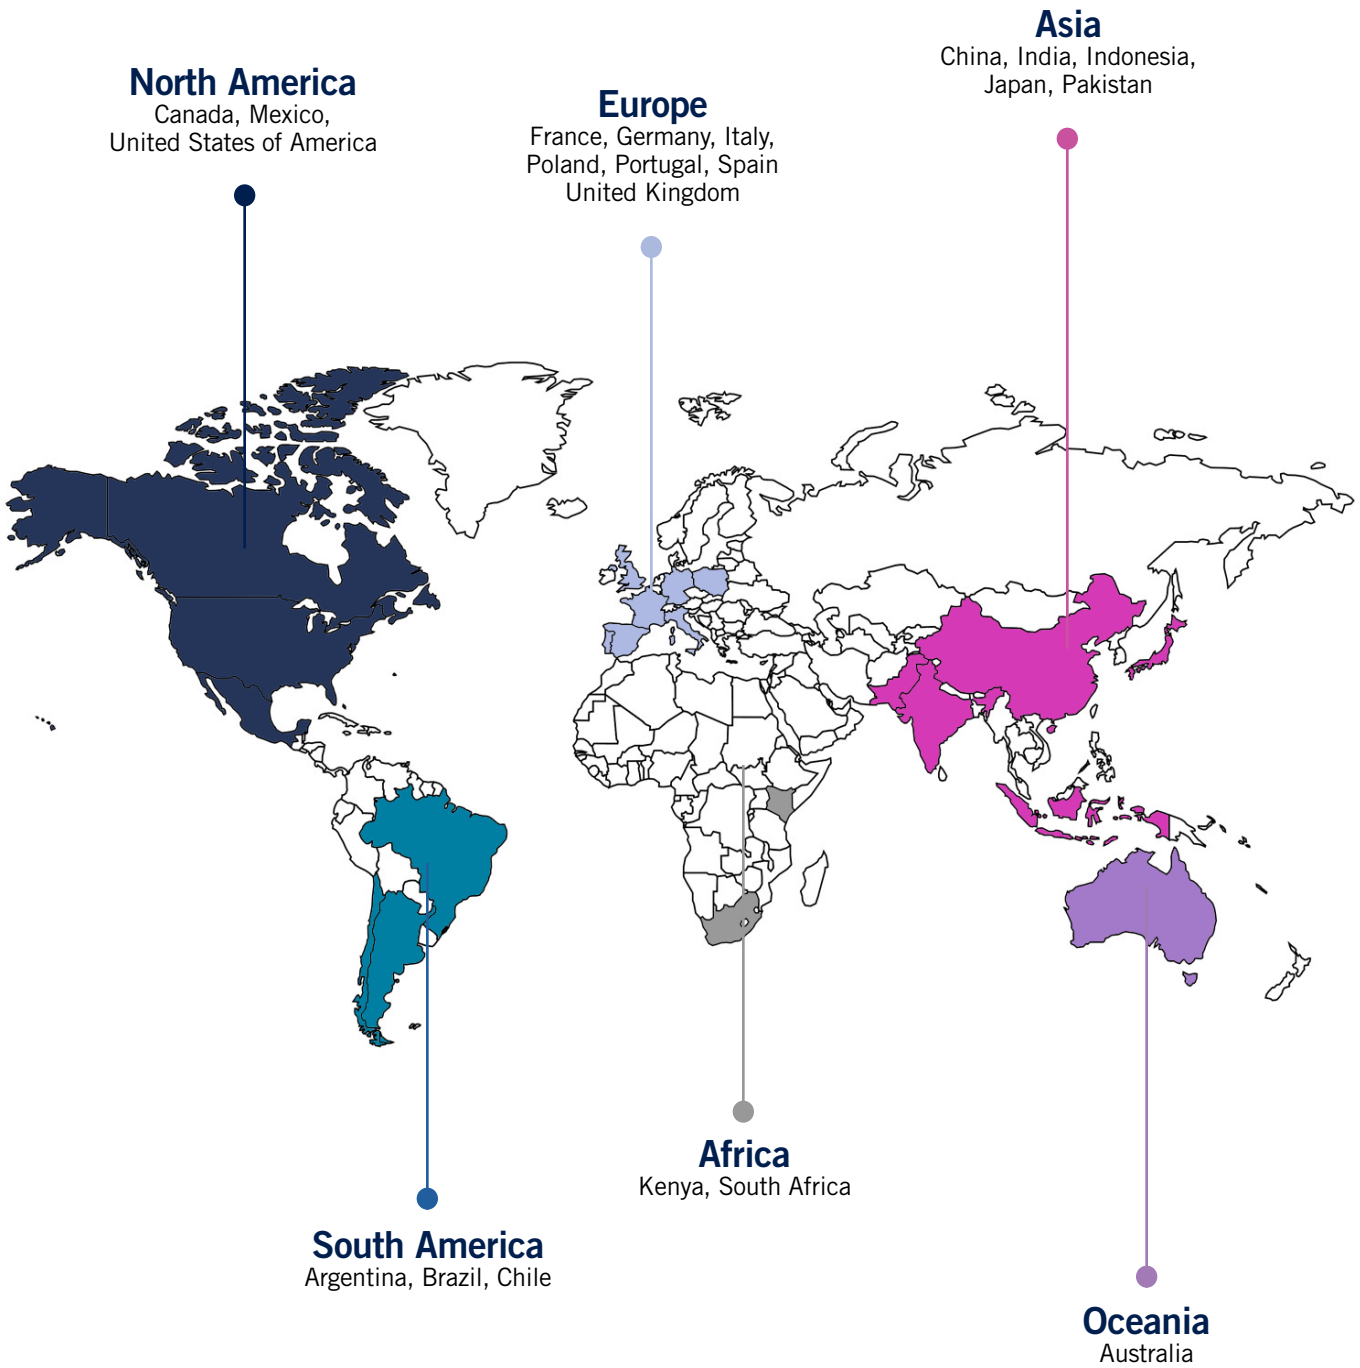 Asia
China, India, Indonesia,
Japan, Pakistan
North America
Canada, Mexico,
United States of America
Europe
France, Germany, Italy,
Poland, Portugal, Spain
United Kingdom
Africa
Kenya, South Africa
South America
Argentina, Brazil, Chile
Oceania
Australia